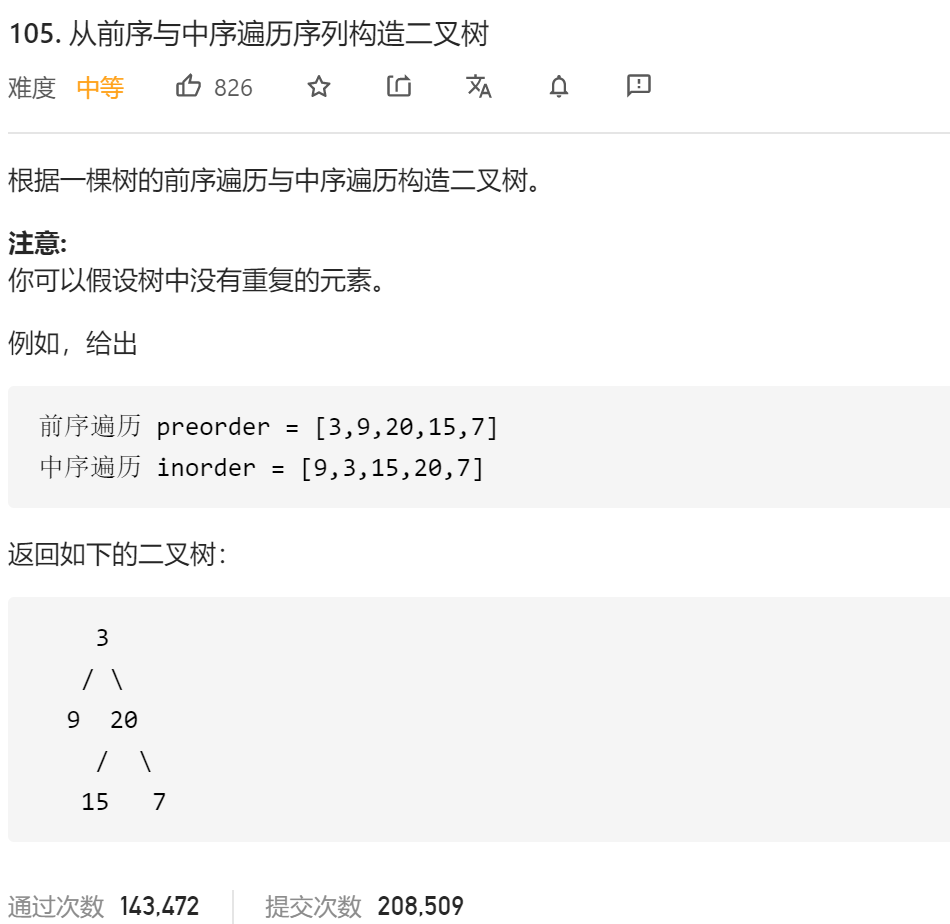 105. 从前序与中序遍历序列构造二叉树
难度 中等 826
根据一棵树的前序遍历与中序遍历构造二叉树。
注意:
你可以假设树中没有重复的元素。
例如，给出
前序遍历 preorder = [3,9,20,15,7]
中序遍历 inorder = [9,3,15,20,7]
返回如下的二叉树：
3
/ \
9 20
/ \
15 7
通过次数 143,472 提交次数 208,509